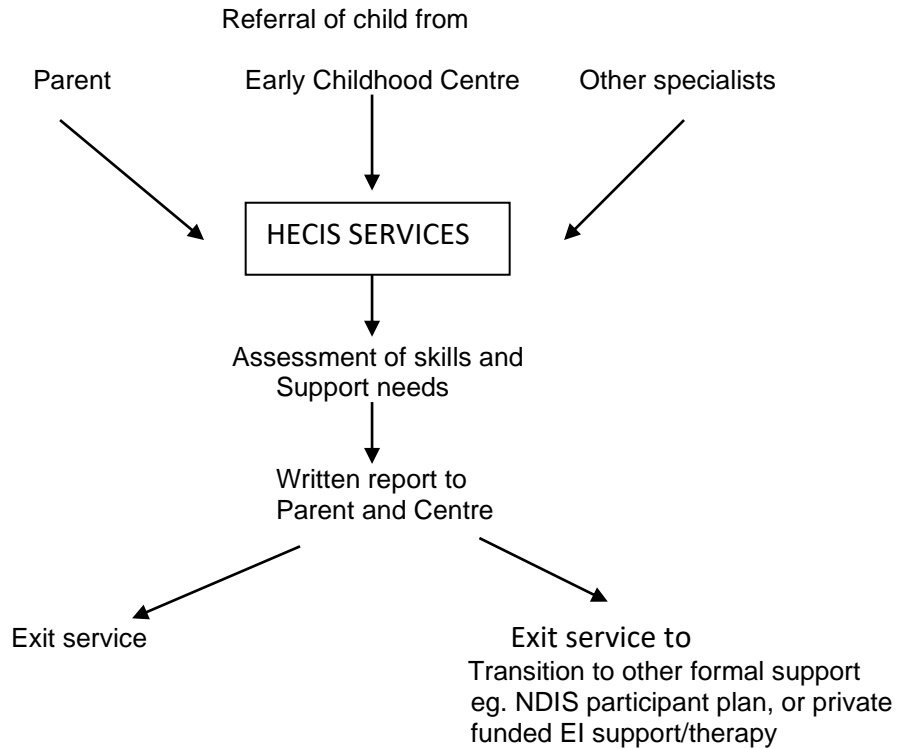 Referral of child from
Parent
Early Childhood Centre
Other specialists
HECIS SERVICES
Assessment of skills and
Support needs
Written report to
Parent and Centre
Exit service
Exit service to
Transition to other formal support
eg. NDIS participant plan, or private
funded EI support/therapy